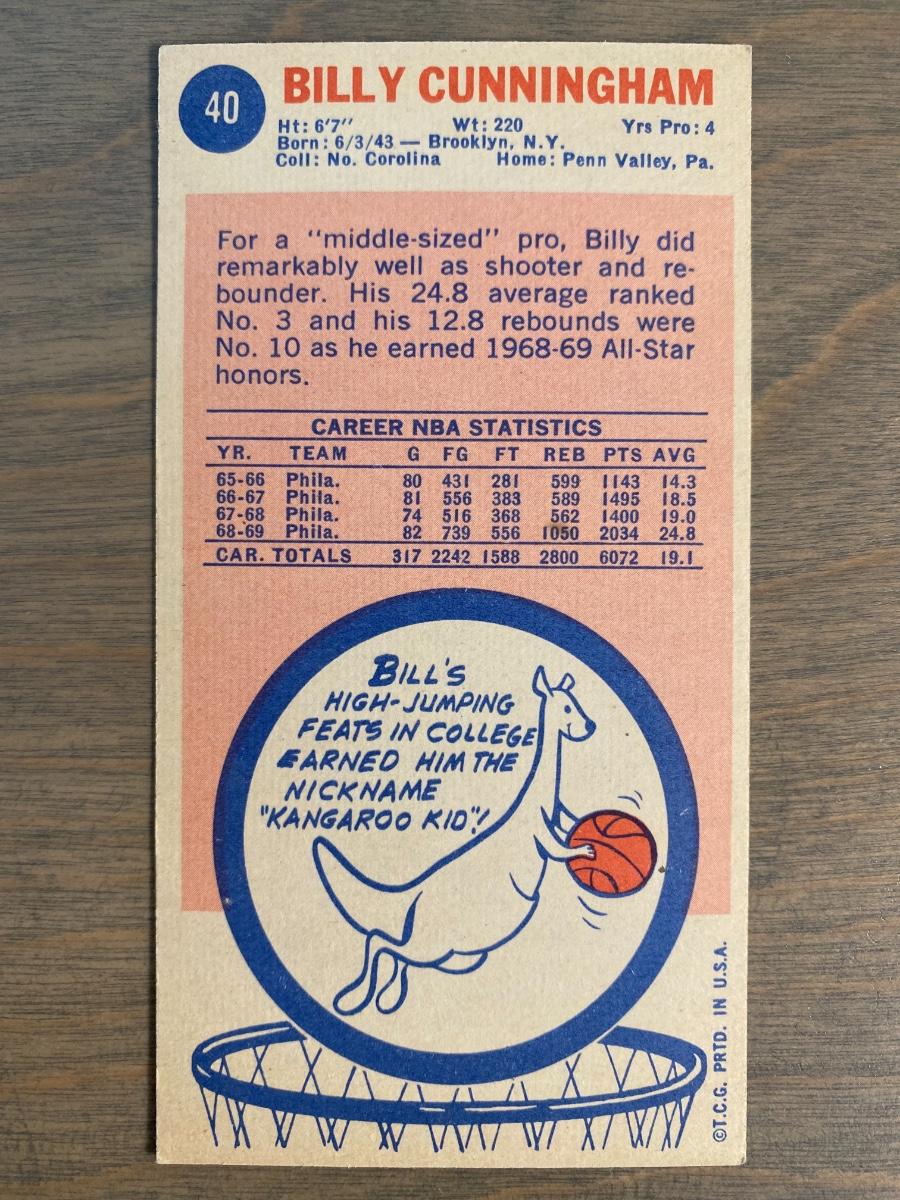 40
BILLY CUNNINGHAM
Ht: 6'7" Wt: 220 Yrs Pro: 4
Born: 6/3/43 — Brooklyn, N.Y.
Coll: No. Corolina Home: Penn Valley, Pa.
For a "middle-sized" pro, Billy did
remarkably well as shooter and re-
bounder. His 24.8 average ranked
No. 3 and his 12.8 rebounds were
No. 10 as he earned 1968-69 All-Star
honors.
CAREER NBA STATISTICS
YR. TEAM G FG FT REB PTS AVG
65-66 Phila. 80 431 281 599 1143 14.3
66-67 Phila. 81 556 383 589 1495 18.5
67-68 Phila. 74 516 368 562 1400 19.0
68-69 Phila. 82 739 556 1050 2034 24.8
CAR. TOTALS 317 2242 1588 2800 6072 19.1
BILL'S
HIGH-JUMPING
FEATS IN COLLEGE
EARNED HIM THE
NICKNAME
"KANGAROO KID"!
©T.C.G. PRTD. IN U.S.A.